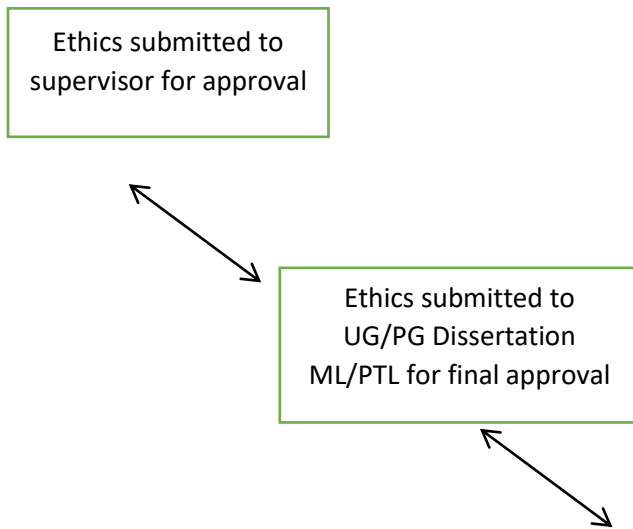 Ethics submitted to
supervisor for approval
Ethics submitted to
UG/PG Dissertation
ML/PTL for final approval